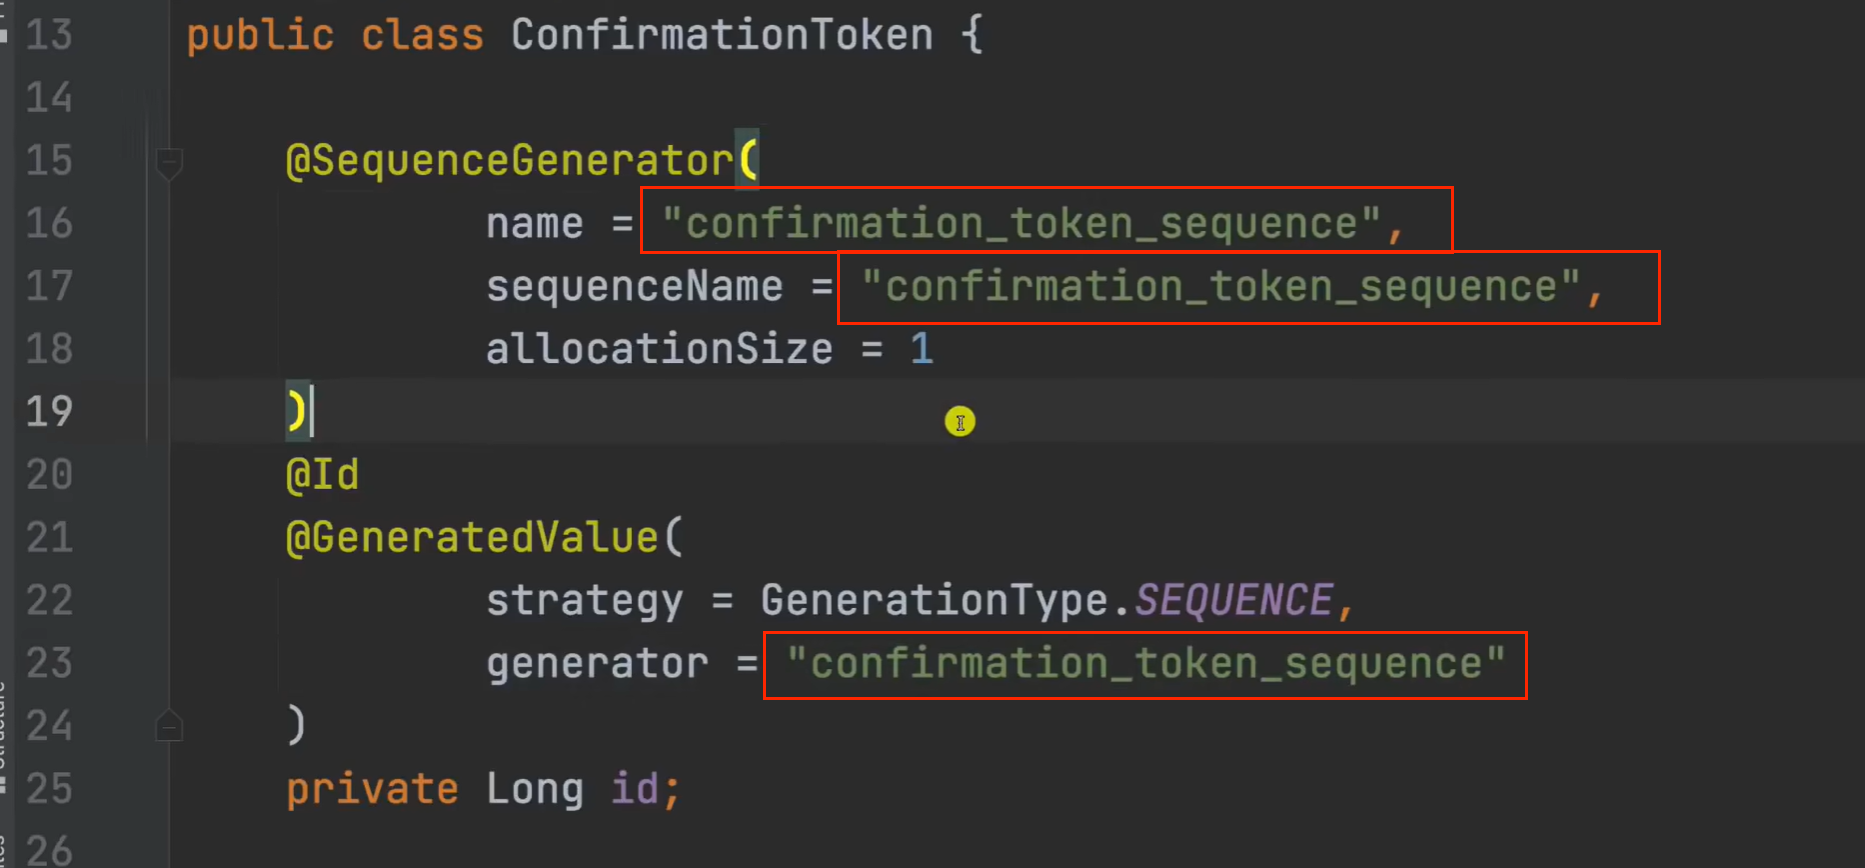 13 public class ConfirmationToken {
14
15 @SequenceGenerator(
16 name = "confirmation_token_sequence",
17 sequenceName = "confirmation_token_sequence",
18 allocationSize = 1
19 )
20 @Id
21 @GeneratedValue(
22 strategy = GenerationType.SEQUENCE,
23 generator = "confirmation_token_sequence"
24 )
25 private Long id;
26
Structure